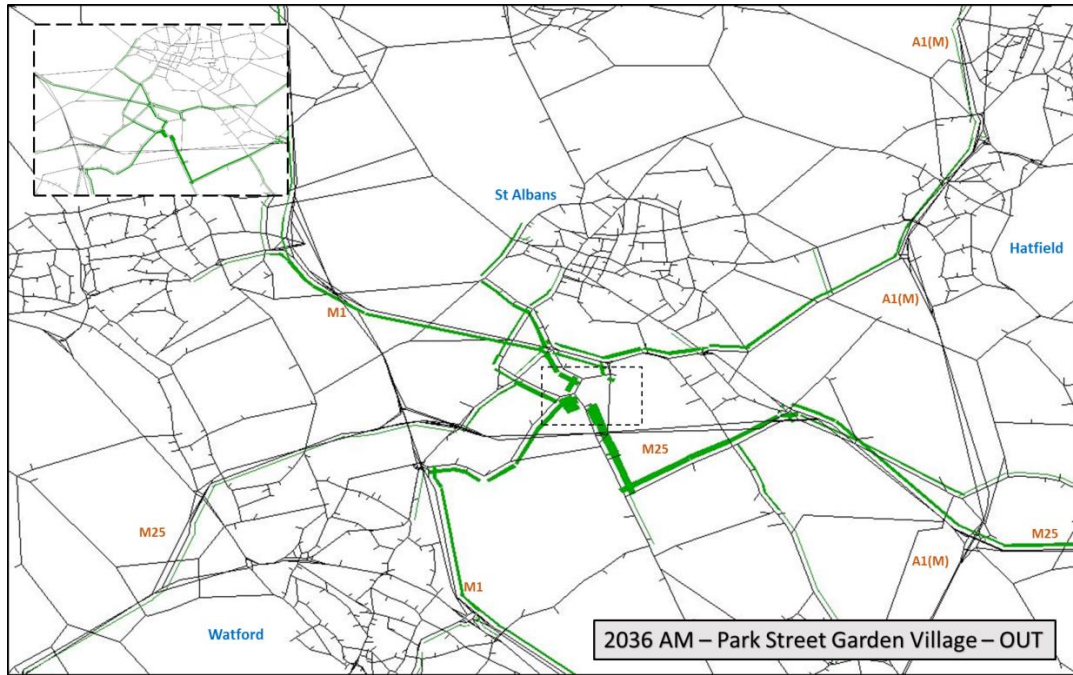 A1(M)
St Albans
Hatfield
A1(M)
M1
M25
M25
M25
A1(M)
M1
Watford
2036 AM – Park Street Garden Village – OUT